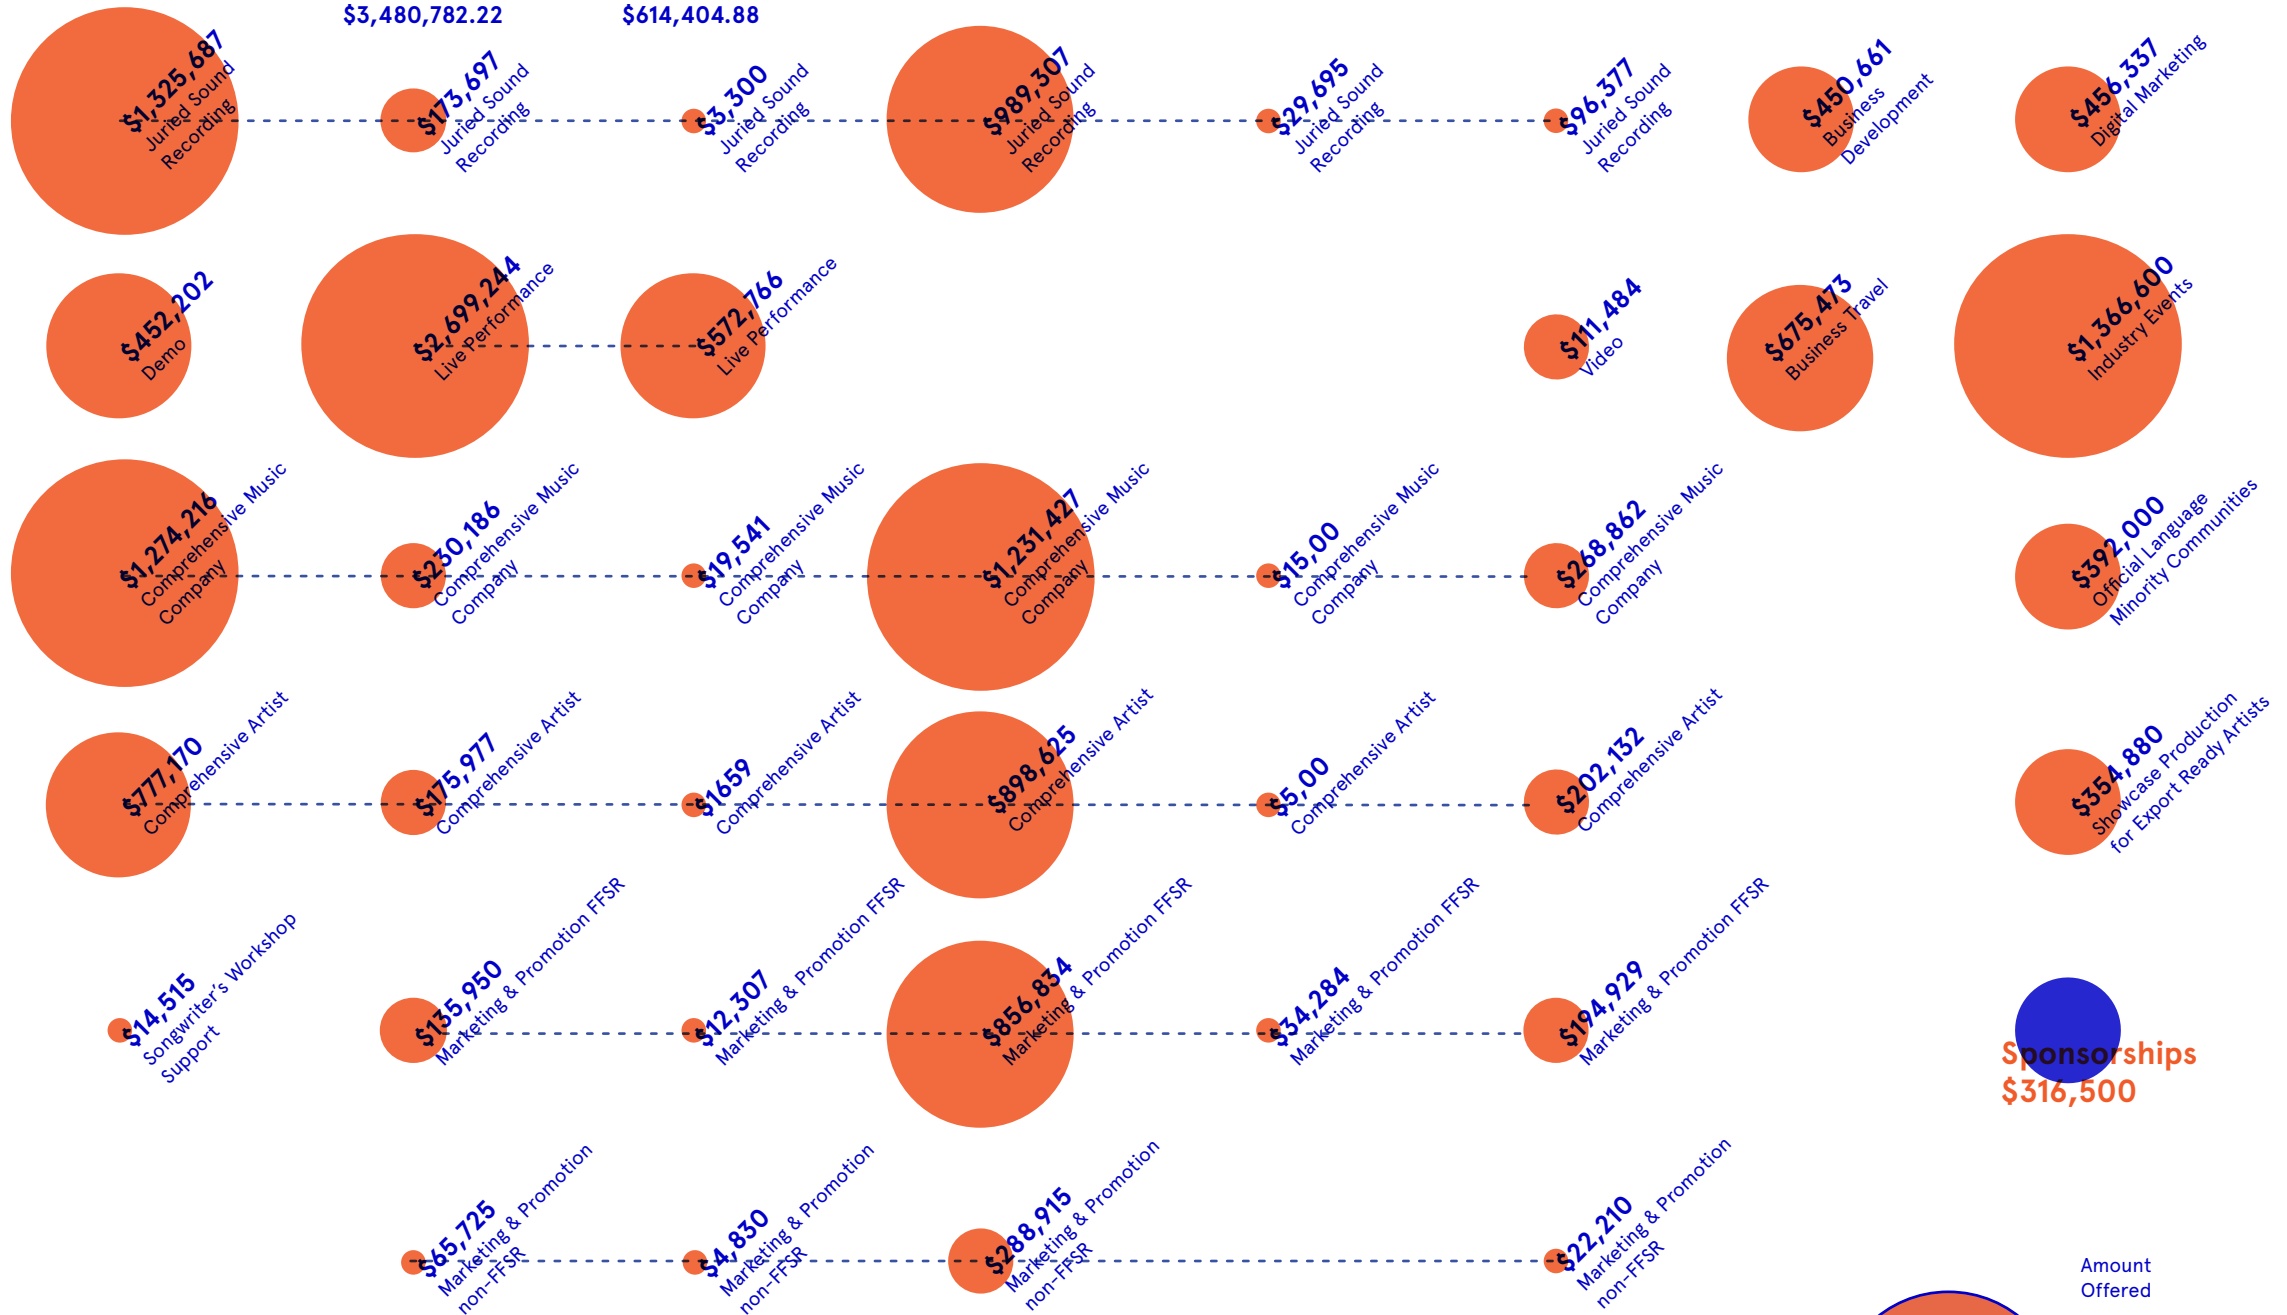 $3,480,782.22
$614,404.88
$1,325,687
Juried Sound
Recording
$173,697
Juried Sound
Recording
$3,300
Juried Sound
Recording
$989,307
Juried Sound
Recording
$29,695
Juried Sound
Recording
$96,377
Juried Sound
Recording
$450,661
Business
Development
$456,337
Digital Marketing
$452,202
Demo
$2,699,244
Live Performance
$572,766
Live Performance
$111,484
Video
$675,473
Business Travel
$1,366,600
Industry Events
$1,274,216
Comprehensive Music
Company
$230,186
Comprehensive Music
Company
$19,541
Comprehensive Music
Company
$1,231,427
Comprehensive Music
Company
$15,00
Comprehensive Music
Company
$268,862
Comprehensive Music
Company
$392,000
Official Language
Minority Communities
$777,170
Comprehensive Artist
$175,977
Comprehensive Artist
$1659
Comprehensive Artist
$898,625
Comprehensive Artist
$5,00
Comprehensive Artist
$202,132
Comprehensive Artist
$354,880
Showcase Production
for Export Ready Artists
$14,515
Songwriter's Workshop
Support
$135,950
Marketing & Promotion FFSR
$12,307
Marketing & Promotion FFSR
$856,834
Marketing & Promotion FFSR
$34,284
Marketing & Promotion FFSR
$194,929
Marketing & Promotion FFSR
Sponsorships
$316,500
$65,725
Marketing & Promotion
non-FFSR
$4,830
Marketing & Promotion
non-FFSR
$288,915
Marketing & Promotion
non-FFSR
$22,210
Marketing & Promotion
non-FFSR
Amount
Offered